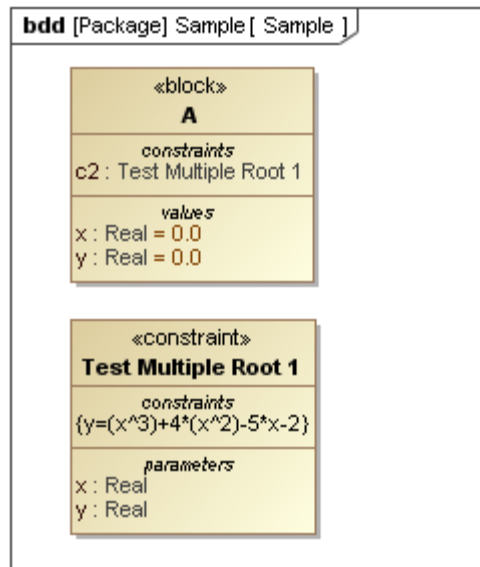 bdd [Package] Sample [ Sample ]
«block»
A
constraints
c2 : Test Multiple Root 1
values
x : Real = 0.0
y : Real = 0.0
«constraint»
Test Multiple Root 1
constraints
{y=(x^3)+4*(x^2)-5*x-2}
parameters
x : Real
y : Real